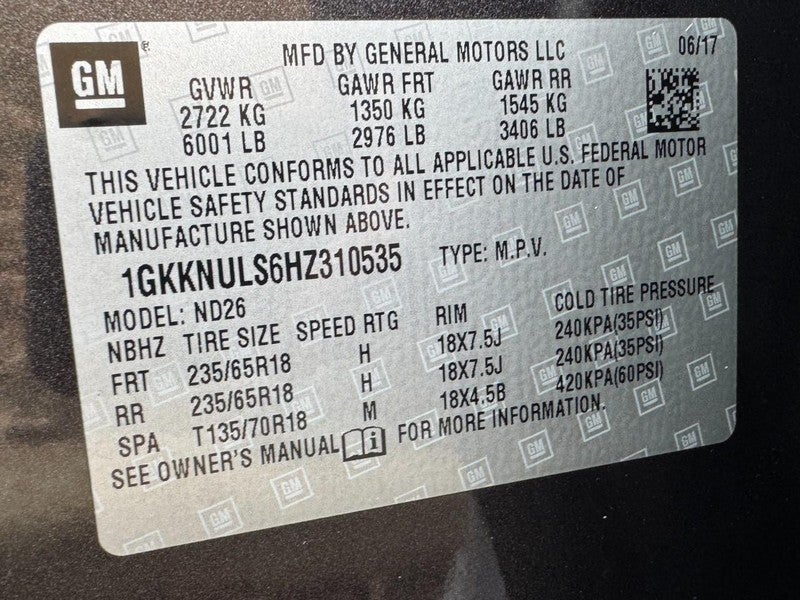 GM
MFD BY GENERAL MOTORS LLC 06/17
GVWR GAWR FRT GAWR RR
2722 KG 1350 KG 1545 KG
6001 LB 2976 LB 3406 LB
THIS VEHICLE CONFORMS TO ALL APPLICABLE U.S. FEDERAL MOTOR
VEHICLE SAFETY STANDARDS IN EFFECT ON THE DATE OF
MANUFACTURE SHOWN ABOVE.
1GKKNULS6HZ310535 TYPE: M.P.V.
MODEL: ND26
NBHZ TIRE SIZE SPEED RTG RIM COLD TIRE PRESSURE
FRT 235/65R18 H 18X7.5J 240KPA(35PSI)
RR 235/65R18 H 18X7.5J 240KPA(35PSI)
SPA T135/70R18 M 18X4.5B 420KPA(60PSI)
SEE OWNER'S MANUAL i FOR MORE INFORMATION.